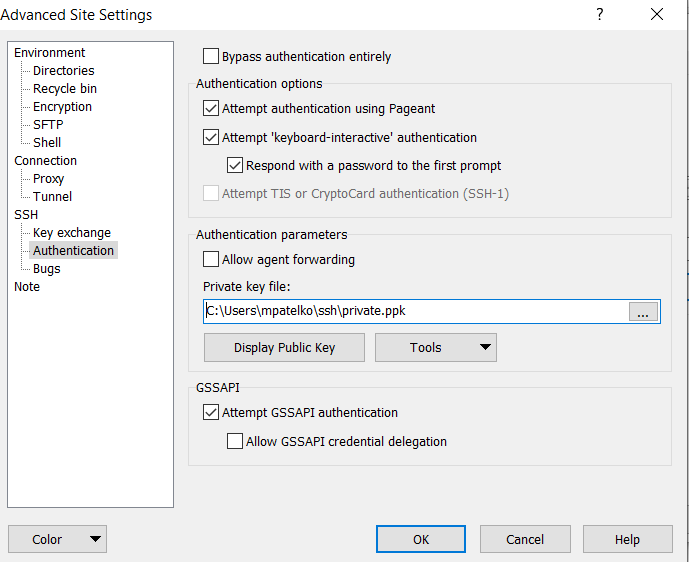 Advanced Site Settings
?
Environment
Directories
Recycle bin
Encryption
SFTP
Shell
Connection
Proxy
Tunnel
SSH
Key exchange
Authentication
Bugs
Note
Bypass authentication entirely
Authentication options
Attempt authentication using Pageant
Attempt 'keyboard-interactive' authentication
Respond with a password to the first prompt
Attempt TIS or CryptoCard authentication (SSH-1)
Authentication parameters
Allow agent forwarding
Private key file:
C:\Users\mpatelko\ssh\private.ppk
...
Display Public Key
Tools
GSSAPI
Attempt GSSAPI authentication
Allow GSSAPI credential delegation
Color
OK
Cancel
Help